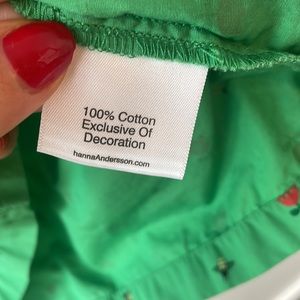 100% Cotton
Exclusive Of
Decoration
hannaAndersson.com